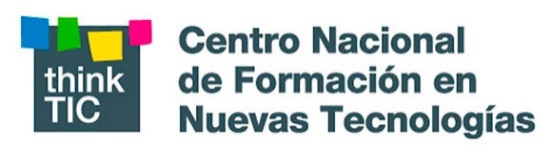 think
TIC
Centro Nacional
de Formación en
Nuevas Tecnologías